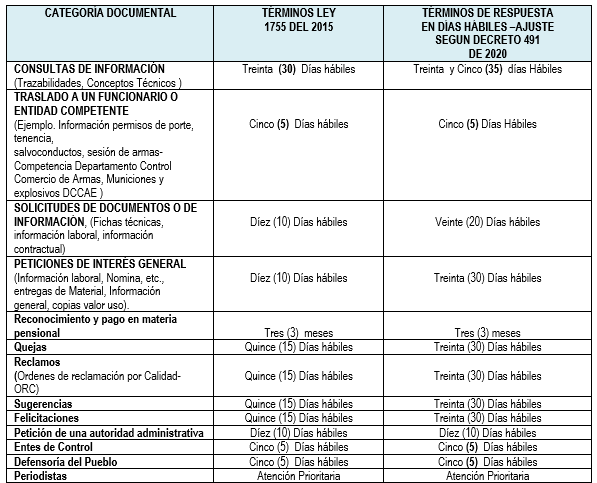 CATEGORÍA DOCUMENTAL
TÉRMINOS LEY
1755 DEL 2015
TÉRMINOS DE RESPUESTA
EN DÍAS HÁBILES –AJUSTE
SEGUN DECRETO 491
DE 2020
CONSULTAS DE INFORMACIÓN
(Trazabilidades, Conceptos Técnicos )
Treinta (30) Días hábiles
Treinta y Cinco (35) días Hábiles
TRASLADO A UN FUNCIONARIO O
ENTIDAD COMPETENTE
(Ejemplo. Información permisos de porte,
tenencia,
salvoconductos, sesión de armas-
Competencia Departamento Control
Comercio de Armas, Municiones y
explosivos DCCAE )
Cinco (5) Días hábiles
Cinco (5) Días Hábiles
SOLICITUDES DE DOCUMENTOS O DE
INFORMACIÓN, (Fichas técnicas,
información laboral, información
contractual)
Díez (10) Días hábiles
Veinte (20) Días hábiles
PETICIONES DE INTERÉS GENERAL
(Información laboral, Nomina, etc.,
entregas de Material, Información
general, copias valor uso).
Díez (10) Días hábiles
Treinta (30) Días hábiles
Reconocimiento y pago en materia
pensional
Tres (3) meses
Tres (3) meses
Quejas
Quince (15) Días hábiles
Treinta (30) Días hábiles
Reclamos
(Ordenes de reclamación por Calidad-
ORC)
Quince (15) Días hábiles
Treinta (30) Días hábiles
Sugerencias
Quince (15) Días hábiles
Treinta (30) Días hábiles
Felicitaciones
Quince (15) Días hábiles
Treinta (30) Días hábiles
Petición de una autoridad administrativa
Díez (10) Días hábiles
Díez (10) Días hábiles
Entes de Control
Cinco (5) Días hábiles
Cinco (5) Días hábiles
Defensoría del Pueblo
Cinco (5) Días hábiles
Cinco (5) Días hábiles
Periodistas
Atención Prioritaria
Atención Prioritaria